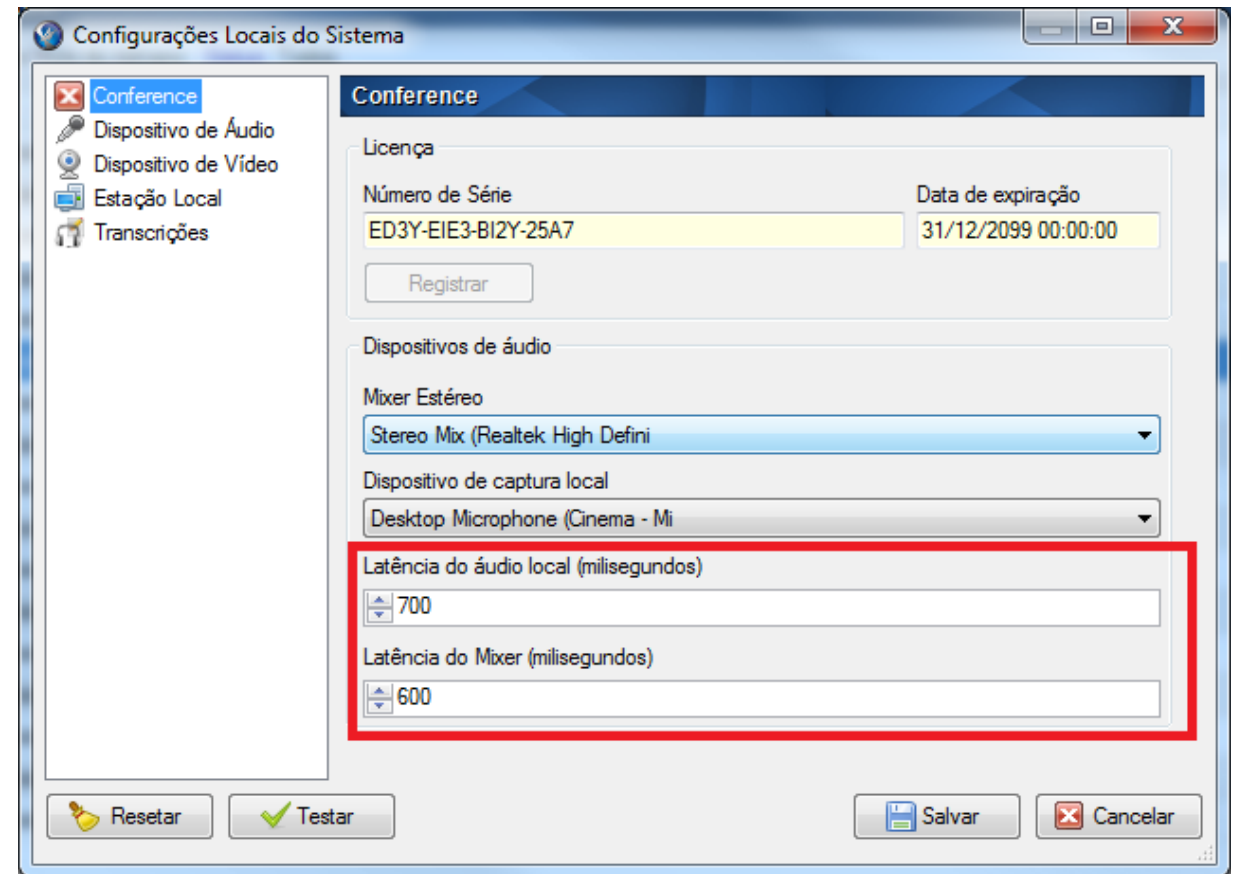 Configurações Locais do Sistema
Conference
Dispositivo de Áudio
Dispositivo de Vídeo
Estação Local
Transcrições
Conference
Licença
Número de Série
Data de expiração
ED3Y-EIE3-BI2Y-25A7
31/12/2099 00:00:00
Registrar
Dispositivos de áudio
Mixer Estéreo
Stereo Mix (Realtek High Defini
Dispositivo de captura local
Desktop Microphone (Cinema - Mi
Latência do áudio local (milisegundos)
700
Latência do Mixer (milisegundos)
600
Resetar
Testar
Salvar
Cancelar